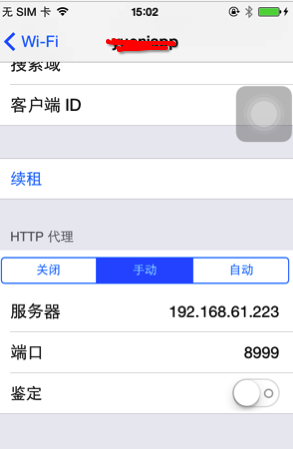 无 SIM 卡 15:02
Wi-Fi
搜索域
客户端 ID
续租
HTTP 代理
关闭 手动 自动
服务器 192.168.61.223
端口 8999
鉴定